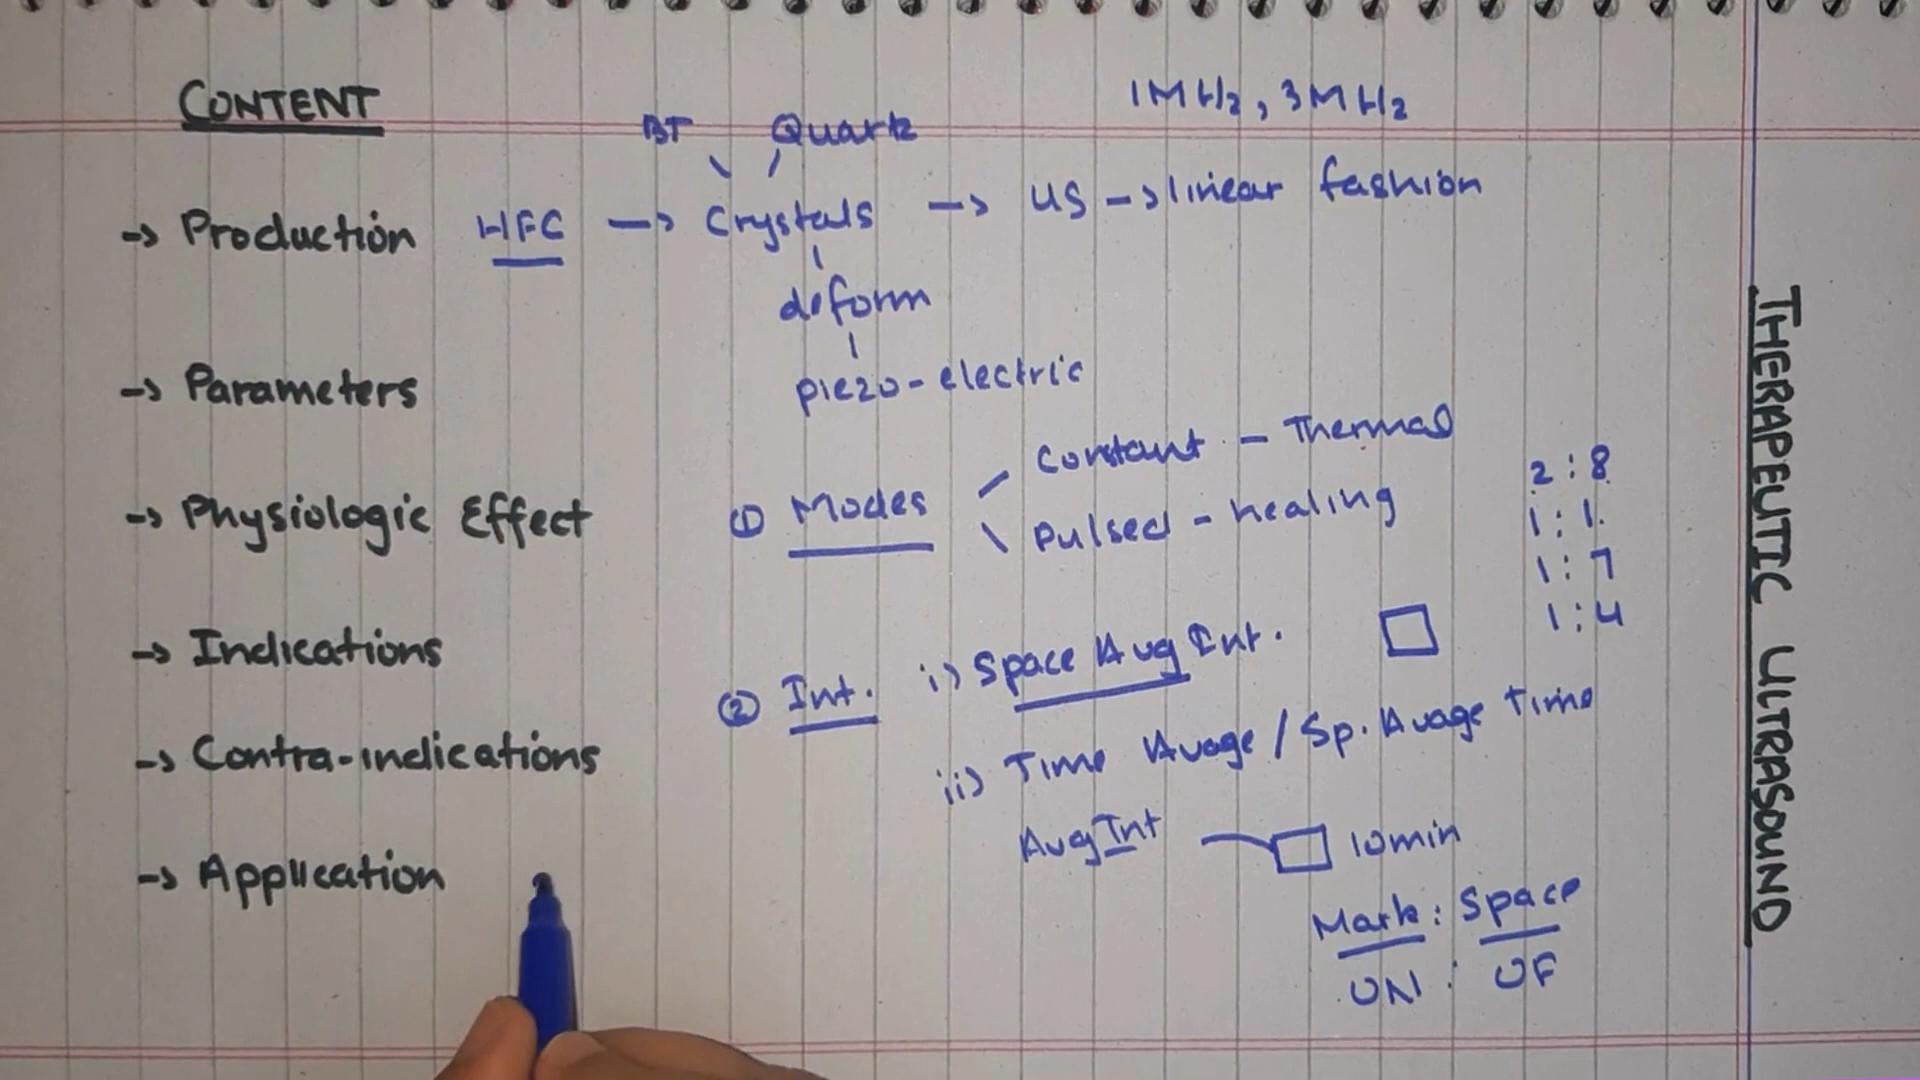 CONTENT
1MHz, 3MHz
BT Quartz
-> Production HFC -> Crystals -> US -> linear fashion
deform
-> Parameters piezo-electric
Constant - Thermal
-> Physiologic Effect ① Modes Pulsed - healing
2:8
1:1.
1:7
1:4
-> Indications ② Int. i) Space Avg Int.
-> Contra-indications ii) Time Avage / Sp. Avage Time
Avg Int 10min
-> Application Mark : Space
ON : OF
THERAPEUTIC ULTRASOUND